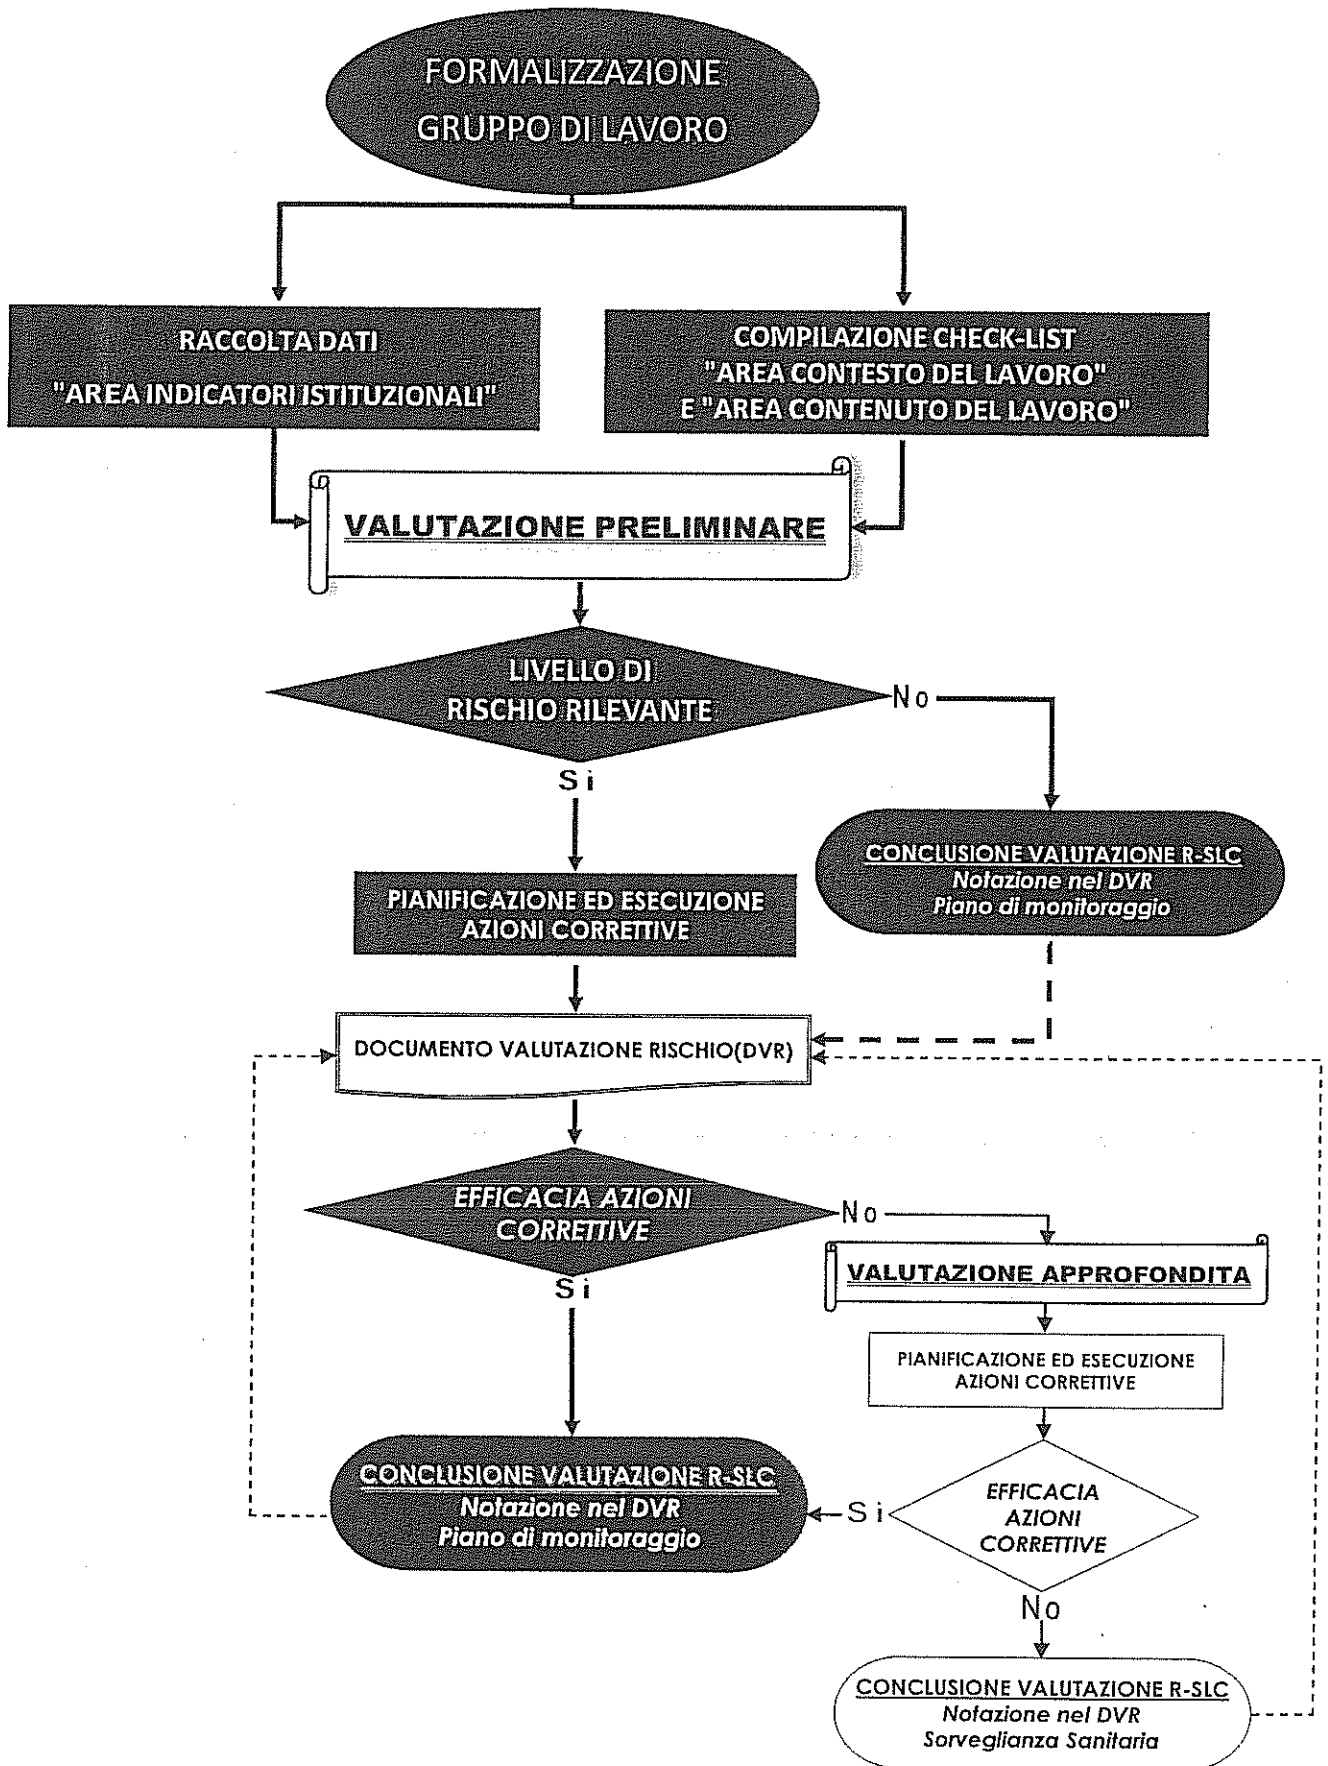 FORMALIZZAZIONE
GRUPPO DI LAVORO
RACCOLTA DATI
"AREA INDICATORI ISTITUZIONALI"
COMPILAZIONE CHECK-LIST
"AREA CONTESTO DEL LAVORO"
E "AREA CONTENUTO DEL LAVORO"
VALUTAZIONE PRELIMINARE
LIVELLO DI
RISCHIO RILEVANTE
No
Si
CONCLUSIONE VALUTAZIONE R-SLC
Notazione nel DVR
Piano di monitoraggio
PIANIFICAZIONE ED ESECUZIONE
AZIONI CORRETTIVE
DOCUMENTO VALUTAZIONE RISCHIO(DVR)
EFFICACIA AZIONI
CORRETTIVE
No
Si
VALUTAZIONE APPROFONDITA
PIANIFICAZIONE ED ESECUZIONE
AZIONI CORRETTIVE
CONCLUSIONE VALUTAZIONE R-SLC
Notazione nel DVR
Piano di monitoraggio
Si
EFFICACIA
AZIONI
CORRETTIVE
No
CONCLUSIONE VALUTAZIONE R-SLC
Notazione nel DVR
Sorveglianza Sanitaria